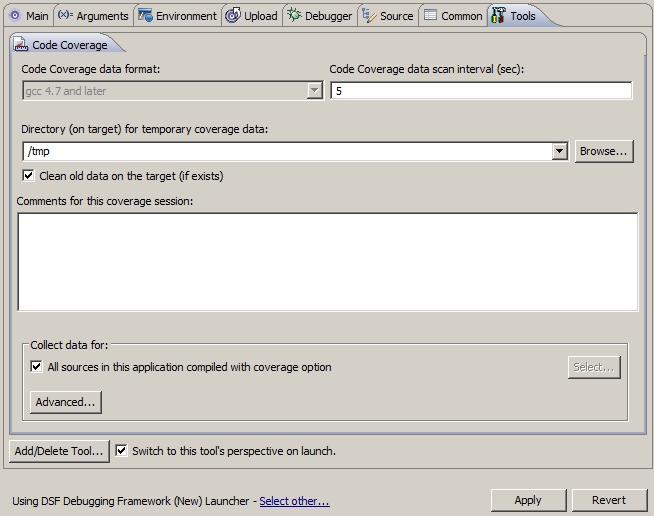 Main (x)= Arguments Environment Upload Debugger Source Common Tools
Code Coverage
Code Coverage data format: Code Coverage data scan interval (sec):
gcc 4.7 and later 5
Directory (on target) for temporary coverage data:
/tmp Browse...
Clean old data on the target (if exists)
Comments for this coverage session:
Collect data for:
All sources in this application compiled with coverage option Select...
Advanced...
Add/Delete Tool... Switch to this tool's perspective on launch.
Using DSF Debugging Framework (New) Launcher - Select other... Apply Revert